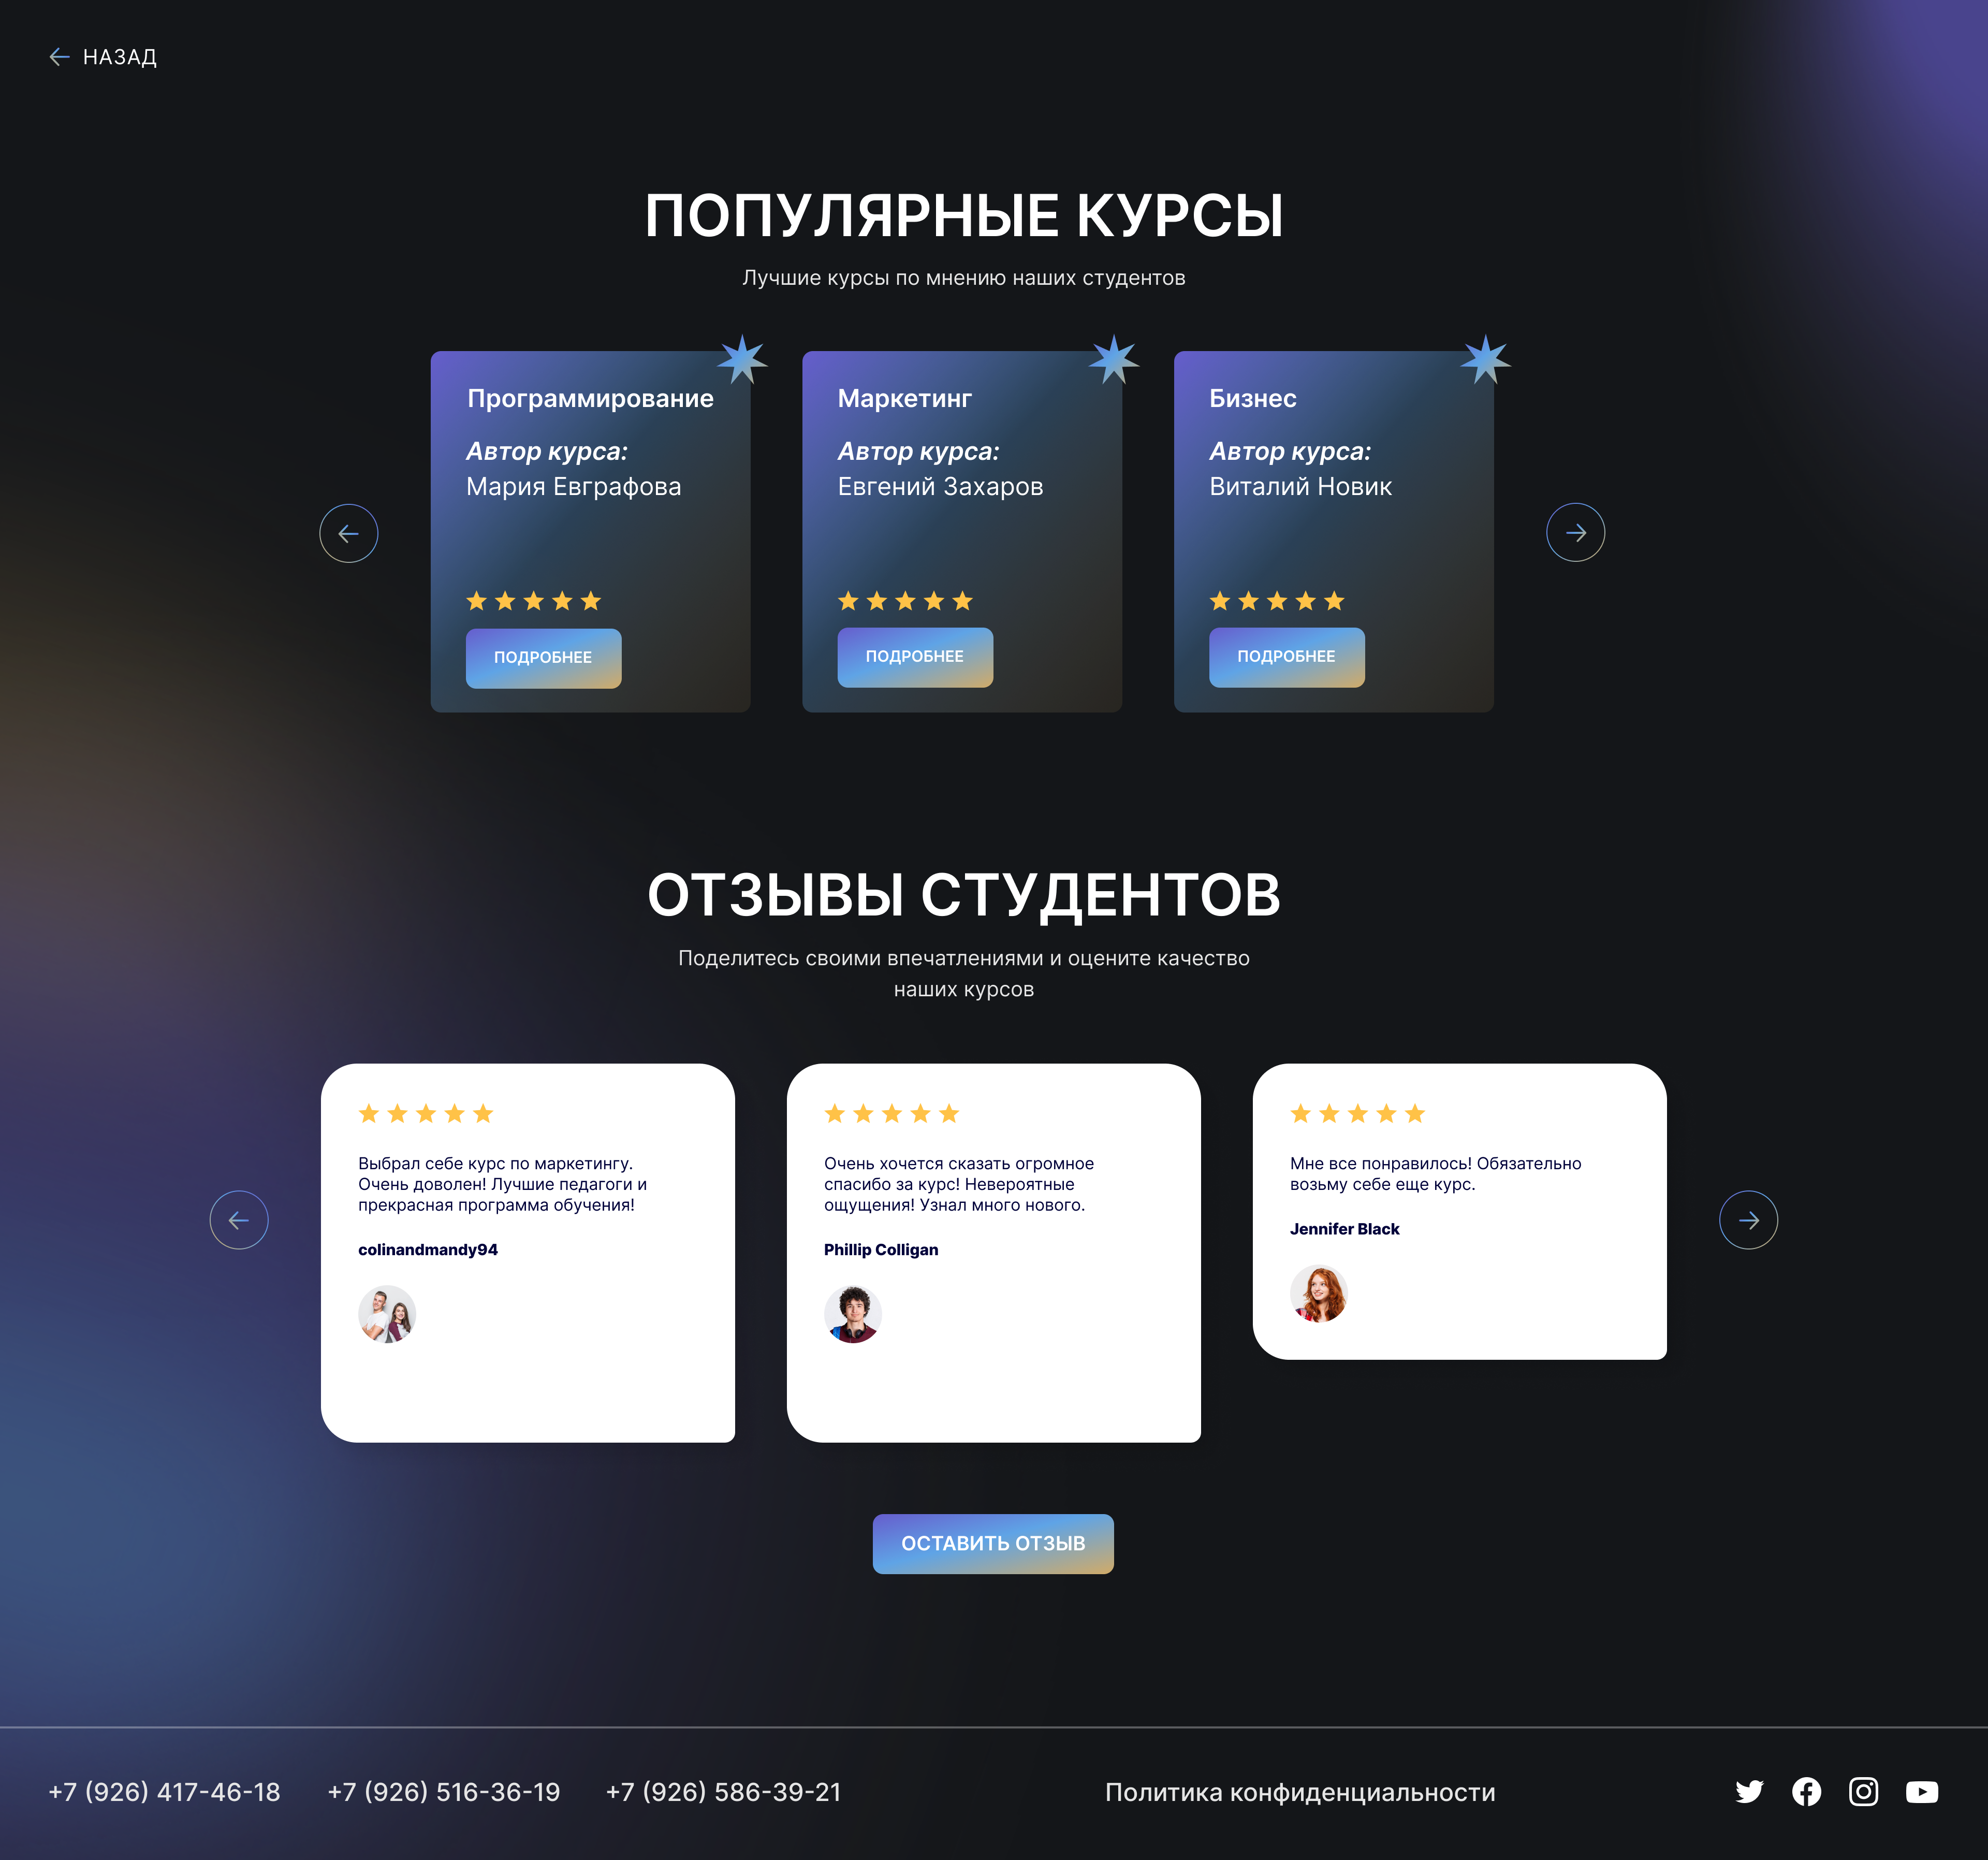 НАЗАД
ПОПУЛЯРНЫЕ КУРСЫ
Лучшие курсы по мнению наших студентов
Программирование
Автор курса:
Мария Евграфова
ПОДРОБНЕЕ
Маркетинг
Автор курса:
Евгений Захаров
ПОДРОБНЕЕ
Бизнес
Автор курса:
Виталий Новик
ПОДРОБНЕЕ
ОТЗЫВЫ СТУДЕНТОВ
Поделитесь своими впечатлениями и оцените качество
наших курсов
Выбрал себе курс по маркетингу.
Очень доволен! Лучшие педагоги и
прекрасная программа обучения!
colinandmandy94
Очень хочется сказать огромное
спасибо за курс! Невероятные
ощущения! Узнал много нового.
Phillip Colligan
Мне все понравилось! Обязательно
возьму себе еще курс.
Jennifer Black
ОСТАВИТЬ ОТЗЫВ
+7 (926) 417-46-18
+7 (926) 516-36-19
+7 (926) 586-39-21
Политика конфиденциальности